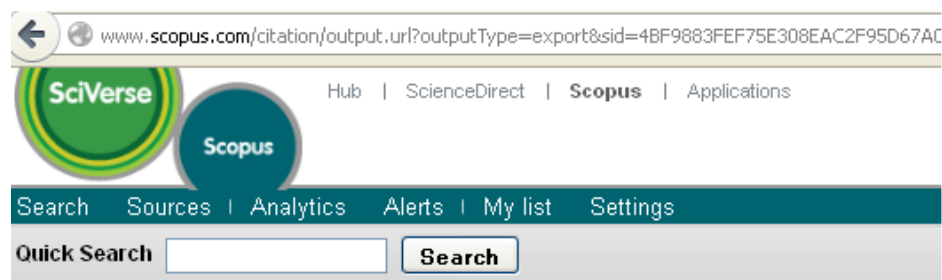 www.scopus.com/citation/output.url?outputType=export&sid=4BF9883FEF75E308EAC2F95D67AC
SciVerse
Hub | ScienceDirect | Scopus | Applications
Scopus
Search Sources | Analytics Alerts | My list Settings
Quick Search Search